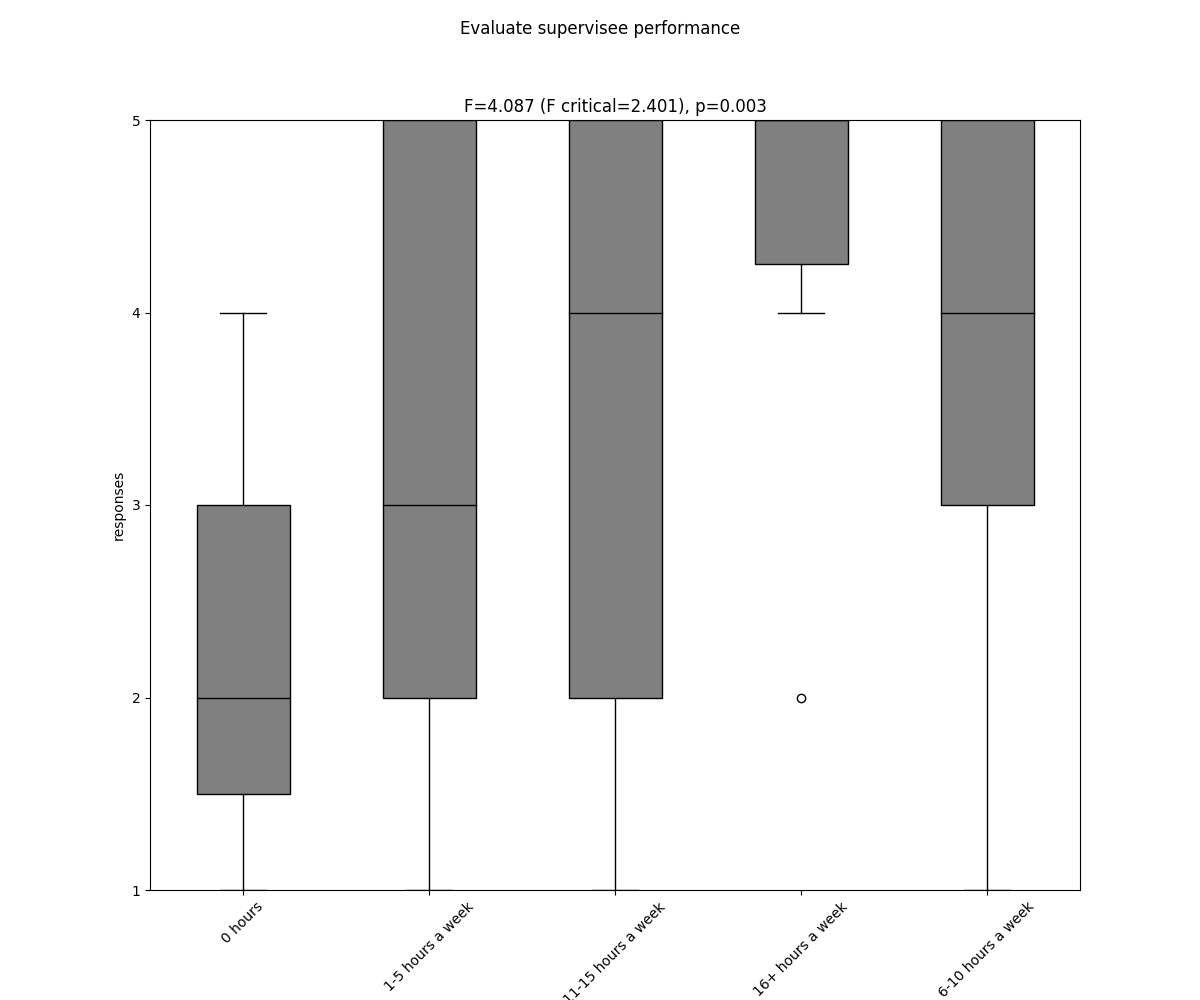 Evaluate supervisee performance
F=4.087 (F critical=2.401), p=0.003
5
4
3
2
1
responses
0 hours
1-5 hours a week
11-15 hours a week
16+ hours a week
6-10 hours a week